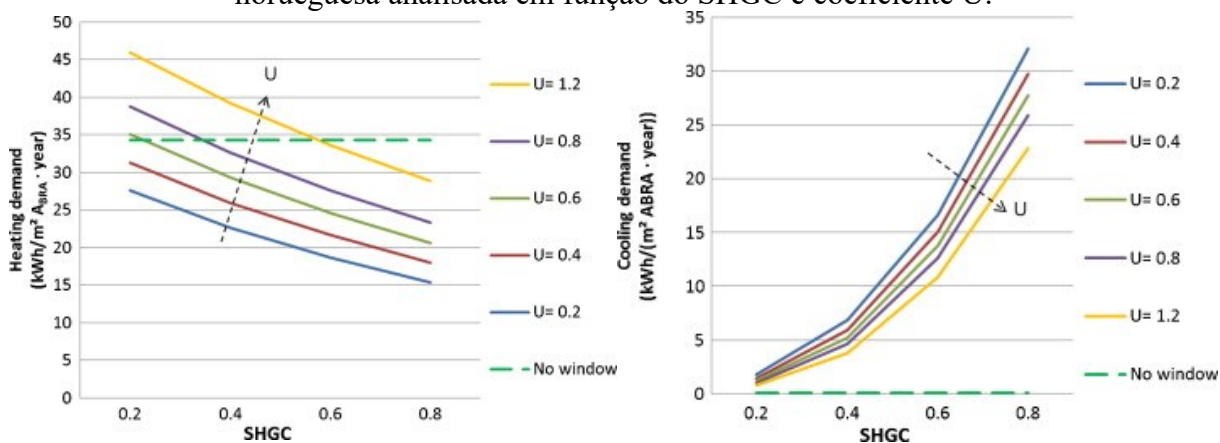 norueguesa analisada em função do SHGC e coeficiente U.
50
45
40
35
30
25
20
15
10
5
0
Heating demand
(kWh/m² A_BRA · year)
U
0.2
0.4
0.6
0.8
SHGC
U= 1.2
U= 0.8
U= 0.6
U= 0.4
U= 0.2
No window
35
30
25
20
15
10
5
0
Cooling demand
(kWh/(m² ABRA · year))
U
0.2
0.4
0.6
0.8
SHGC
U= 0.2
U= 0.4
U= 0.6
U= 0.8
U= 1.2
No window